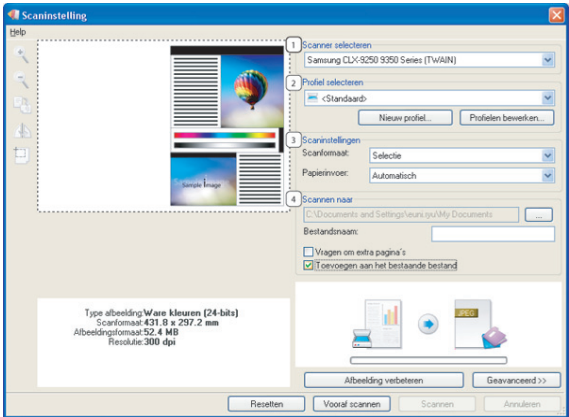 Scaninstelling
Help
1 Scanner selecteren
Samsung CLX-9250 9350 Series (TWAIN)
2 Profiel selecteren
<Standaard>
Nieuw profiel... Profielen bewerken...
3 Scaninstellingen
Scanformaat: Selectie
Papierinvoer: Automatisch
4 Scannen naar
C:\Documents and Settings\euni.ryu\My Documents ...
Bestandsnaam:
Vragen om extra pagina's
Toevoegen aan het bestaande bestand
Sample Image
Type afbeelding:Ware kleuren (24-bits)
Scanformaat:431.8 x 297.2 mm
Afbeeldingsformaat:52.4 MB
Resolutie:300 dpi
JPEG
Afbeelding verbeteren Geavanceerd >>
Resetten Vooraf scannen Scannen Annuleren